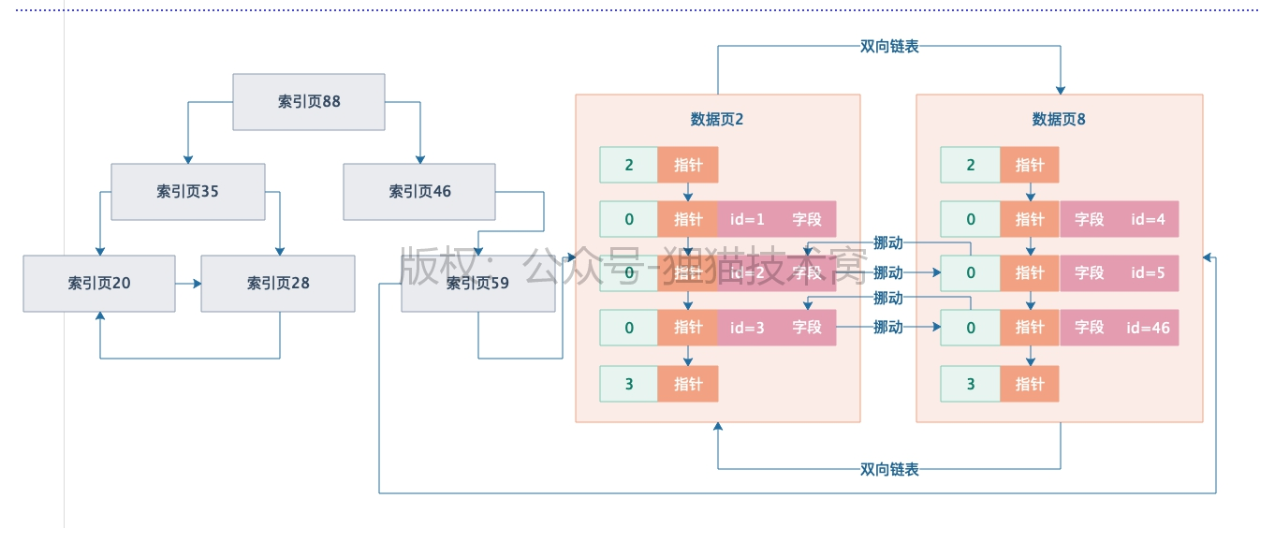 索引页88
索引页35
索引页46
索引页20
索引页28
索引页59
双向链表
数据页2
2 指针
0 指针 id=1 字段
0 指针 id=2 字段
0 指针 id=3 字段
3 指针
挪动
挪动
挪动
挪动
数据页8
2 指针
0 指针 字段 id=4
0 指针 字段 id=5
0 指针 字段 id=46
3 指针
双向链表
版权：公众号-狸猫技术窝